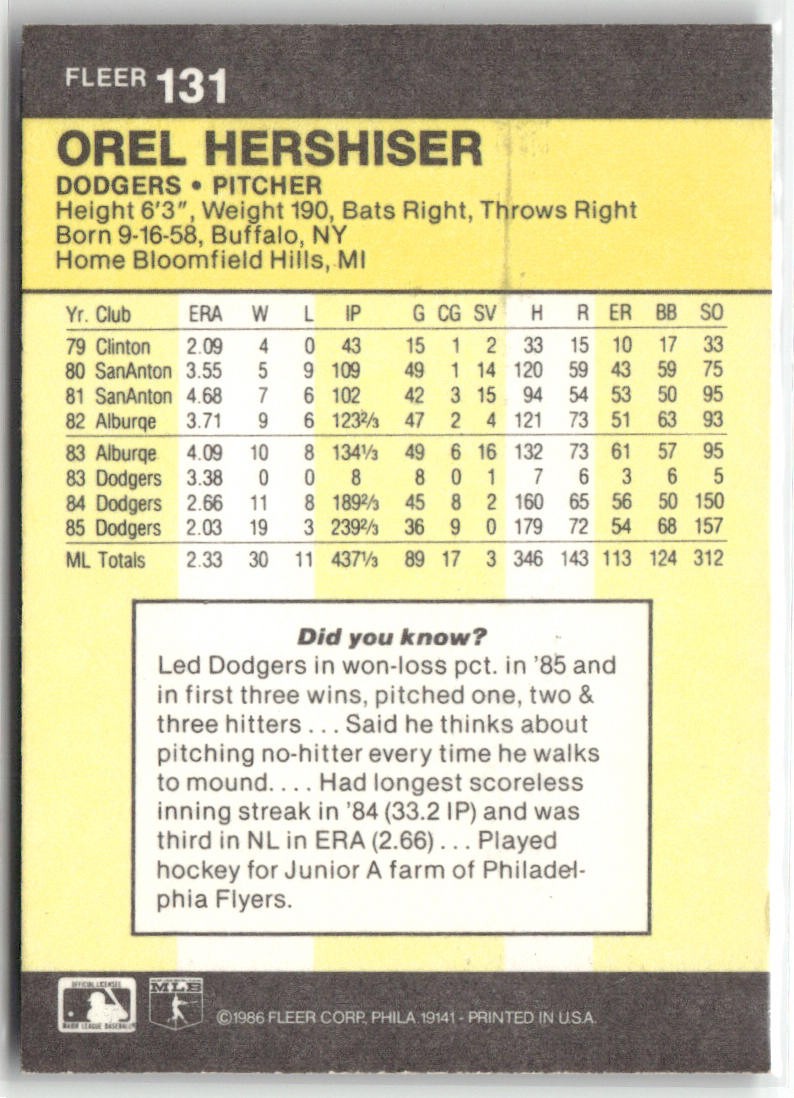 FLEER 131
OREL HERSHISER
DODGERS • PITCHER
Height 6'3", Weight 190, Bats Right, Throws Right
Born 9-16-58, Buffalo, NY
Home Bloomfield Hills, MI
Yr. Club ERA W L IP G CG SV H R ER BB SO
79 Clinton 2.09 4 0 43 15 1 2 33 15 10 17 33
80 SanAnton 3.55 5 9 109 49 1 14 120 59 43 59 75
81 SanAnton 4.68 7 6 102 42 3 15 94 54 53 50 95
82 Alburqe 3.71 9 6 123⅔ 47 2 4 121 73 51 63 93
83 Alburqe 4.09 10 8 134⅓ 49 6 16 132 73 61 57 95
83 Dodgers 3.38 0 0 8 8 0 1 7 6 3 6 5
84 Dodgers 2.66 11 8 189⅔ 45 8 2 160 65 56 50 150
85 Dodgers 2.03 19 3 239⅔ 36 9 0 179 72 54 68 157
ML Totals 2.33 30 11 437⅓ 89 17 3 346 143 113 124 312
Did you know?
Led Dodgers in won-loss pct. in '85 and
in first three wins, pitched one, two &
three hitters . . . Said he thinks about
pitching no-hitter every time he walks
to mound. . . . Had longest scoreless
inning streak in '84 (33.2 IP) and was
third in NL in ERA (2.66) . . . Played
hockey for Junior A farm of Philadel-
phia Flyers.
OFFICIAL LICENSEE
MAJOR LEAGUE BASEBALL
MLB
©1986 FLEER CORP., PHILA. 19141 - PRINTED IN U.S.A.